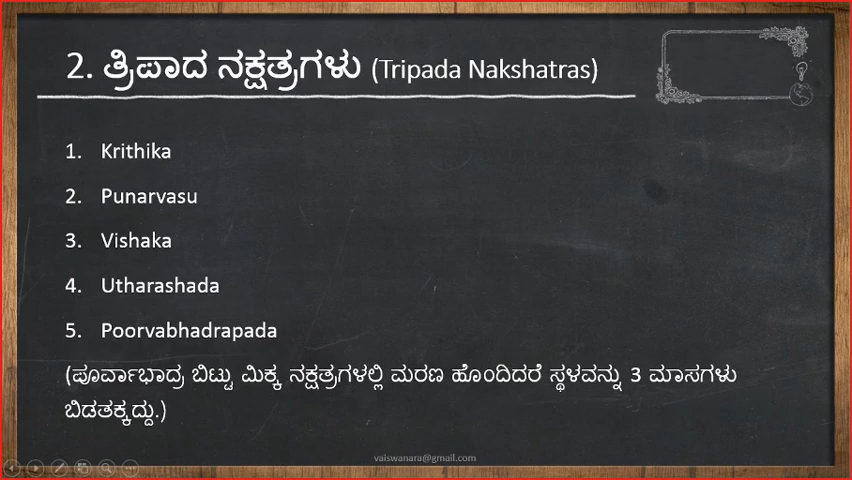 2. ತ್ರಿಪಾದ ನಕ್ಷತ್ರಗಳು (Tripada Nakshatras)
1. Krithika
2. Punarvasu
3. Vishaka
4. Utharashada
5. Poorvabhadrapada
(ಪೂರ್ವಾಭಾದ್ರ ಬಿಟ್ಟು ಮಿಕ್ಕ ನಕ್ಷತ್ರಗಳಲ್ಲಿ ಮರಣ ಹೊಂದಿದರೆ ಸ್ಥಳವನ್ನು 3 ಮಾಸಗಳು
ಬಿಡತಕ್ಕದ್ದು.)
vaiswanara@gmail.com